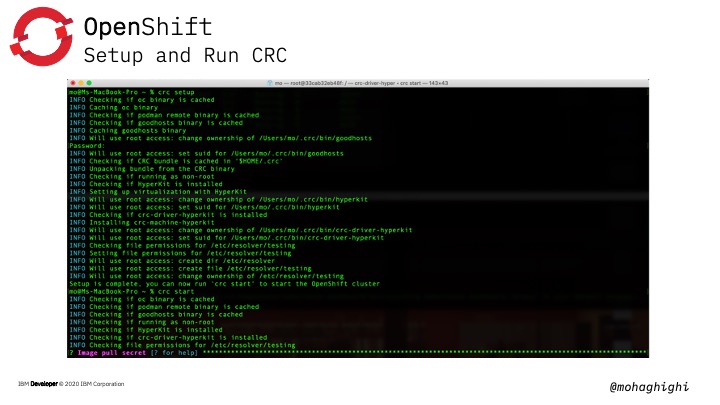 OpenShift
Setup and Run CRC
mo — root@33cab32eb48f: / — crc-driver-hyper - crc start — 143×43
mo@Ms-MacBook-Pro ~ % crc setup
INFO Checking if oc binary is cached
INFO Caching oc binary
INFO Checking if podman remote binary is cached
INFO Checking if goodhosts binary is cached
INFO Caching goodhosts binary
INFO Will use root access: change ownership of /Users/mo/.crc/bin/goodhosts
Password:
INFO Will use root access: set suid for /Users/mo/.crc/bin/goodhosts
INFO Checking if CRC bundle is cached in '$HOME/.crc'
INFO Unpacking bundle from the CRC binary
INFO Checking if running as non-root
INFO Checking if HyperKit is installed
INFO Setting up virtualization with HyperKit
INFO Will use root access: change ownership of /Users/mo/.crc/bin/hyperkit
INFO Will use root access: set suid for /Users/mo/.crc/bin/hyperkit
INFO Checking if crc-driver-hyperkit is installed
INFO Installing crc-machine-hyperkit
INFO Will use root access: change ownership of /Users/mo/.crc/bin/crc-driver-hyperkit
INFO Will use root access: set suid for /Users/mo/.crc/bin/crc-driver-hyperkit
INFO Checking file permissions for /etc/resolver/testing
INFO Setting file permissions for /etc/resolver/testing
INFO Will use root access: create dir /etc/resolver
INFO Will use root access: create file /etc/resolver/testing
INFO Will use root access: change ownership of /etc/resolver/testing
Setup is complete, you can now run 'crc start' to start the OpenShift cluster
mo@Ms-MacBook-Pro ~ % crc start
INFO Checking if oc binary is cached
INFO Checking if podman remote binary is cached
INFO Checking if goodhosts binary is cached
INFO Checking if running as non-root
INFO Checking if HyperKit is installed
INFO Checking if crc-driver-hyperkit is installed
INFO Checking file permissions for /etc/resolver/testing
? Image pull secret [? for help] ****************************************************************
IBM Developer © 2020 IBM Corporation
@mohaghighi